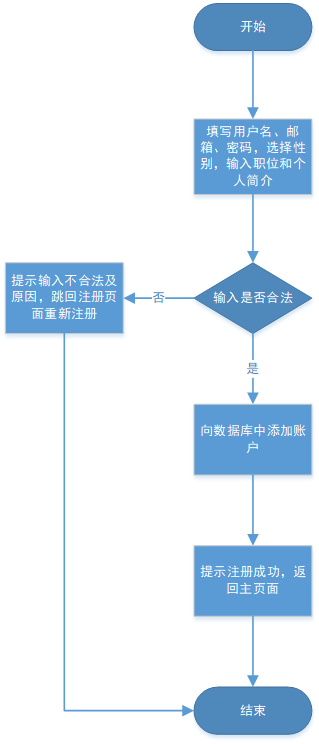 开始
填写用户名、邮
箱、密码，选择性
别，输入职位和个
人简介
输入是否合法
否
提示输入不合法及
原因，跳回注册页
面重新注册
是
向数据库中添加账
户
提示注册成功，返
回主页面
结束